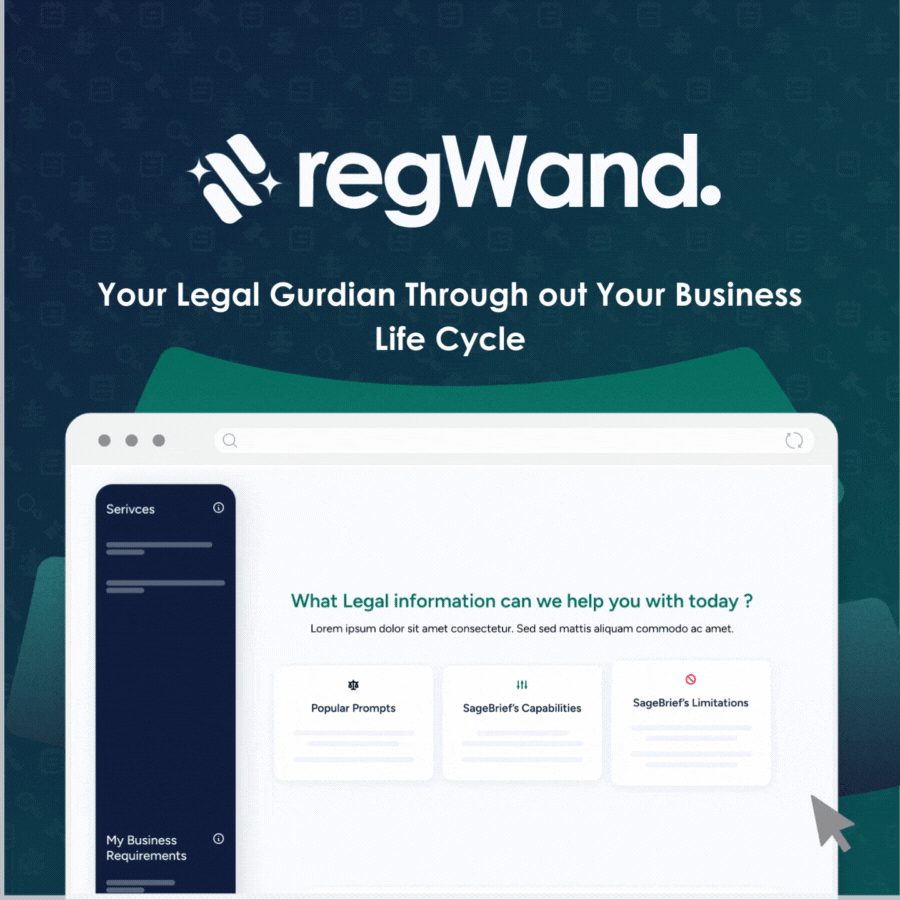 regWand.
Your Legal Gurdian Through out Your Business
Life Cycle
Serivces
What Legal information can we help you with today ?
Lorem ipsum dolor sit amet consectetur. Sed sed mattis aliquam commodo ac amet.
Popular Prompts
SageBrief's Capabilities
SageBrief's Limitations
My Business
Requirements